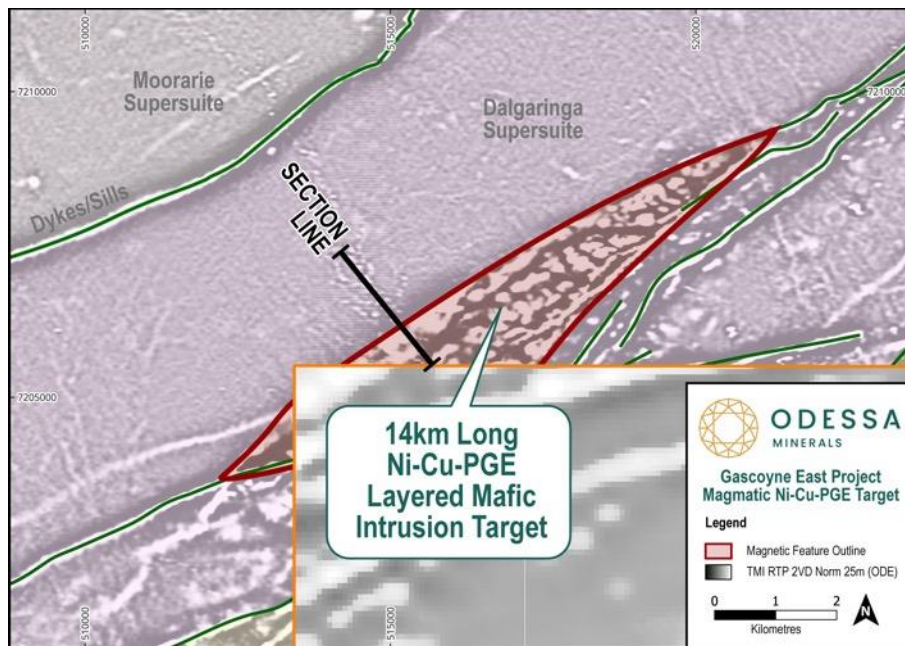 510000
515000
520000
Moorarie
Supersuite
Dalgaringa
Supersuite
7210000
7210000
Dykes/Sills
SECTION
LINE
7205000
14km Long
Ni-Cu-PGE
Layered Mafic
Intrusion Target
ODESSA
MINERALS
Gascoyne East Project
Magmatic Ni-Cu-PGE Target
Legend
Magnetic Feature Outline
TMI RTP 2VD Norm 25m (ODE)
0 1 2
Kilometres
N
510000
515000